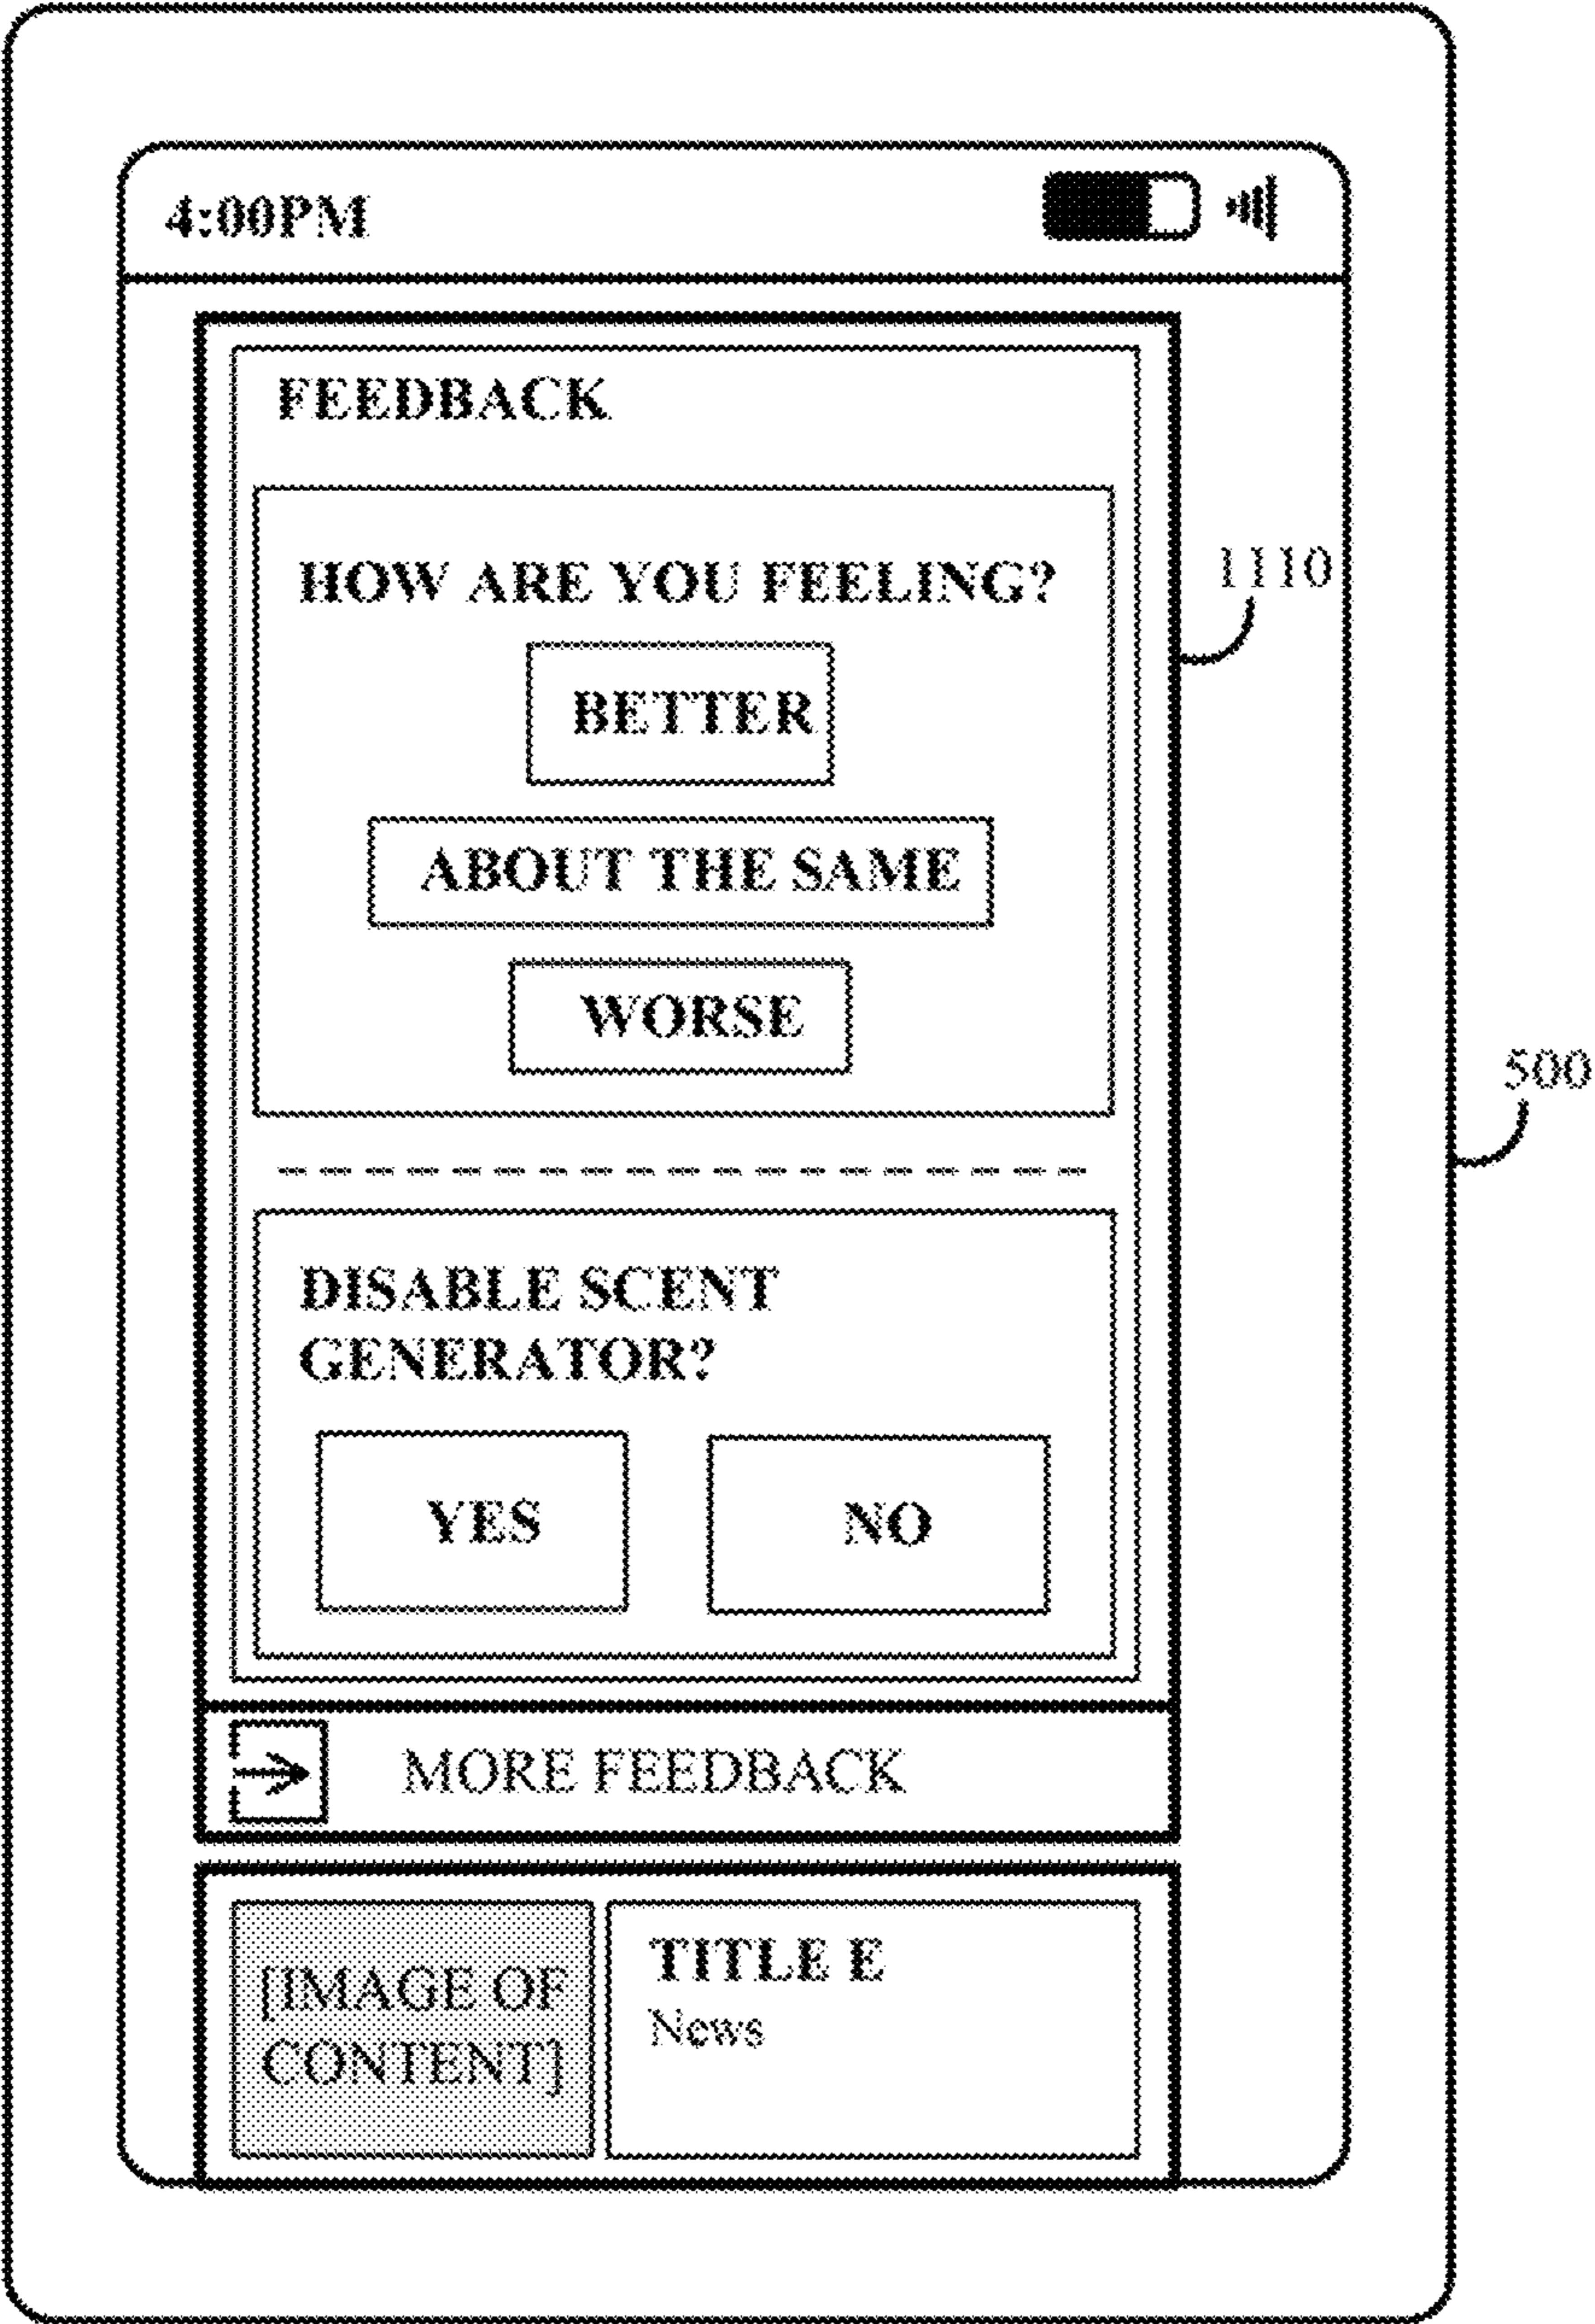 4:00PM
FEEDBACK
HOW ARE YOU FEELING?
1110
BETTER
ABOUT THE SAME
WORSE
500
DISABLE SCENT
GENERATOR?
YES NO
MORE FEEDBACK
[IMAGE OF
CONTENT]
TITLE E
News